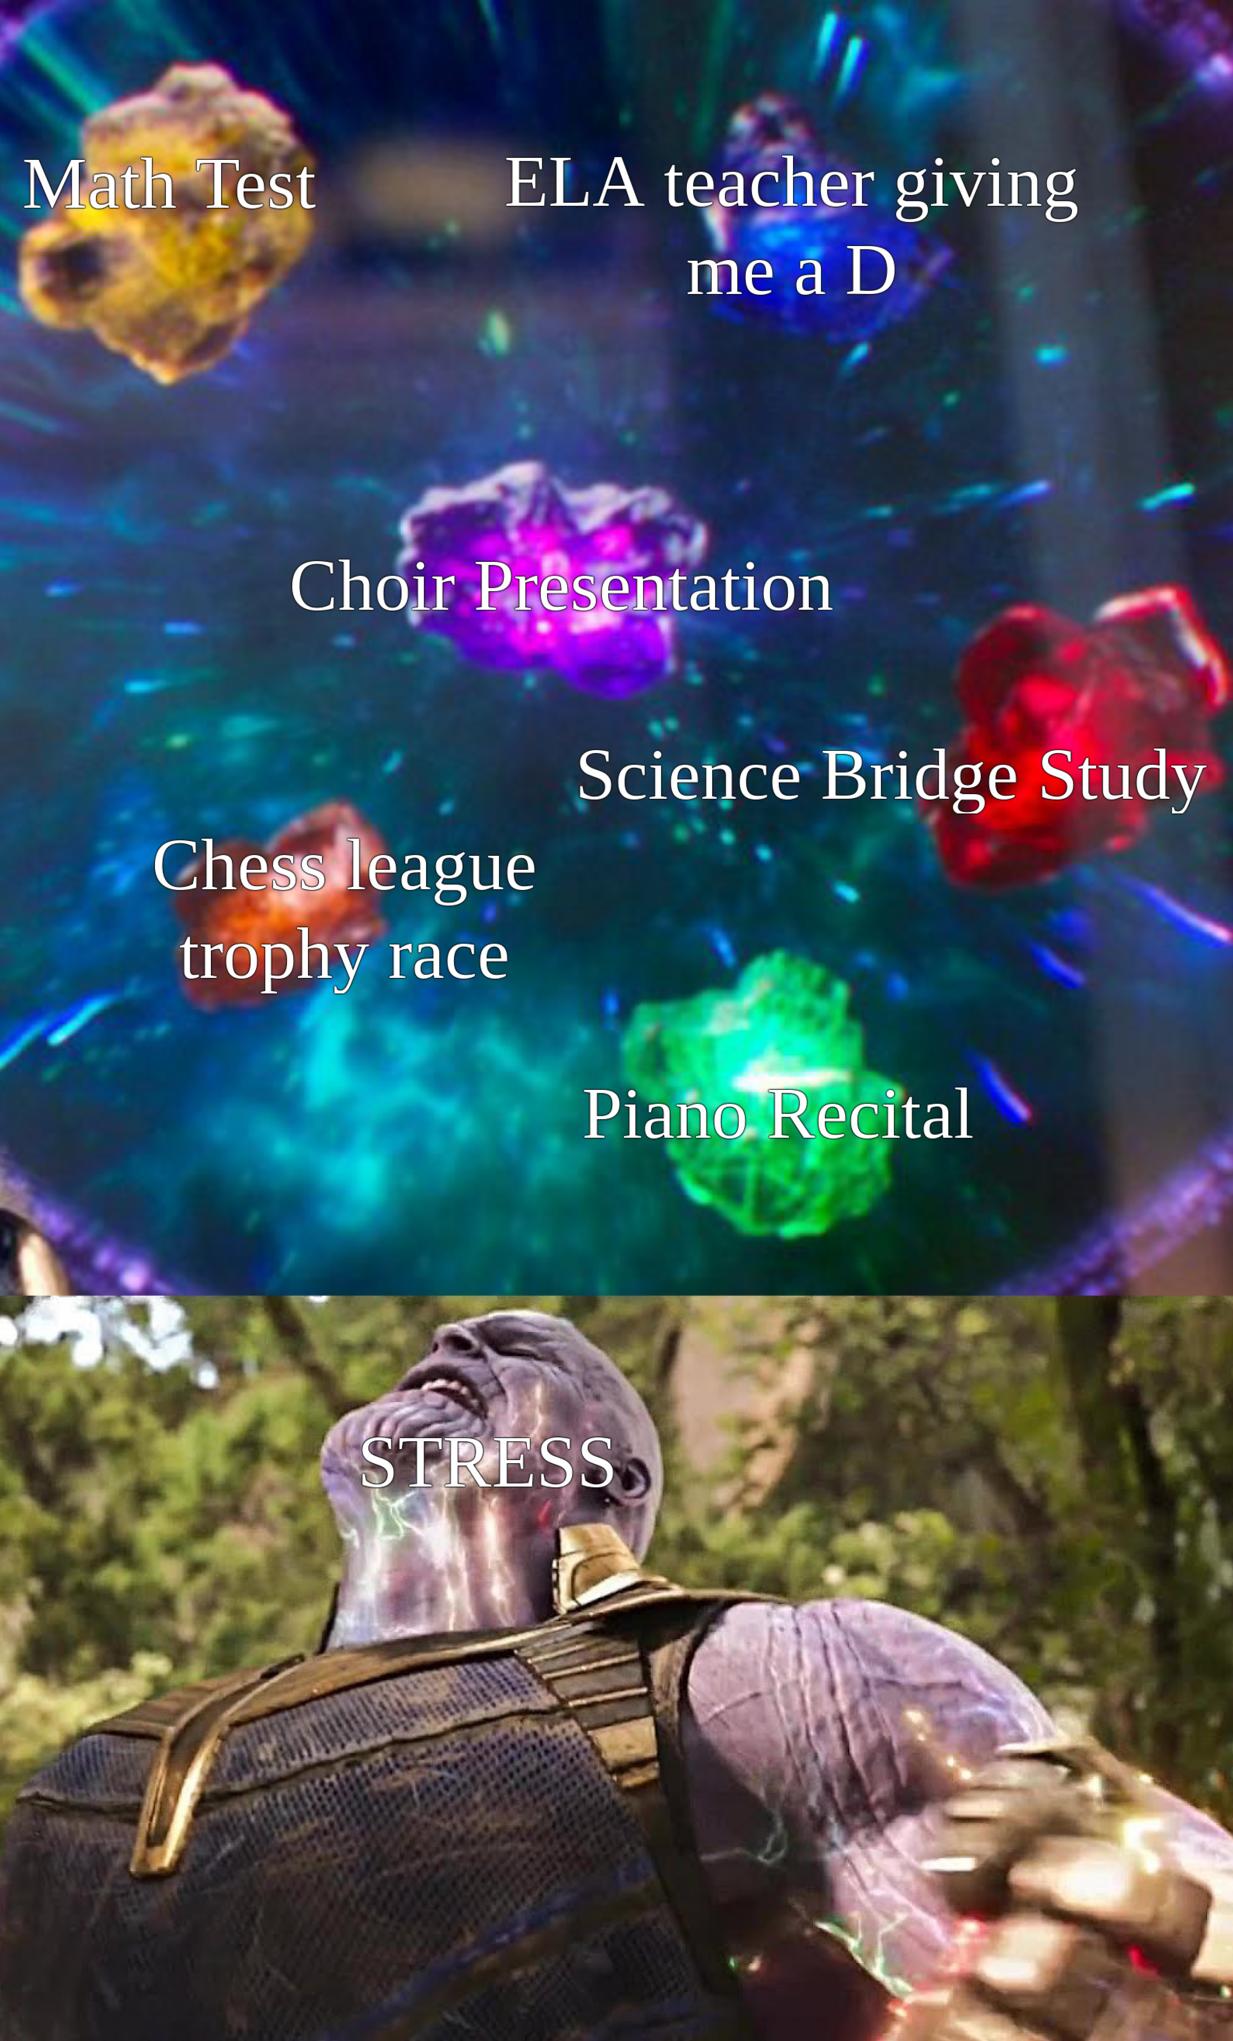 Math Test
ELA teacher giving
me a D
Choir Presentation
Science Bridge Study
Chess league
trophy race
Piano Recital
STRESS